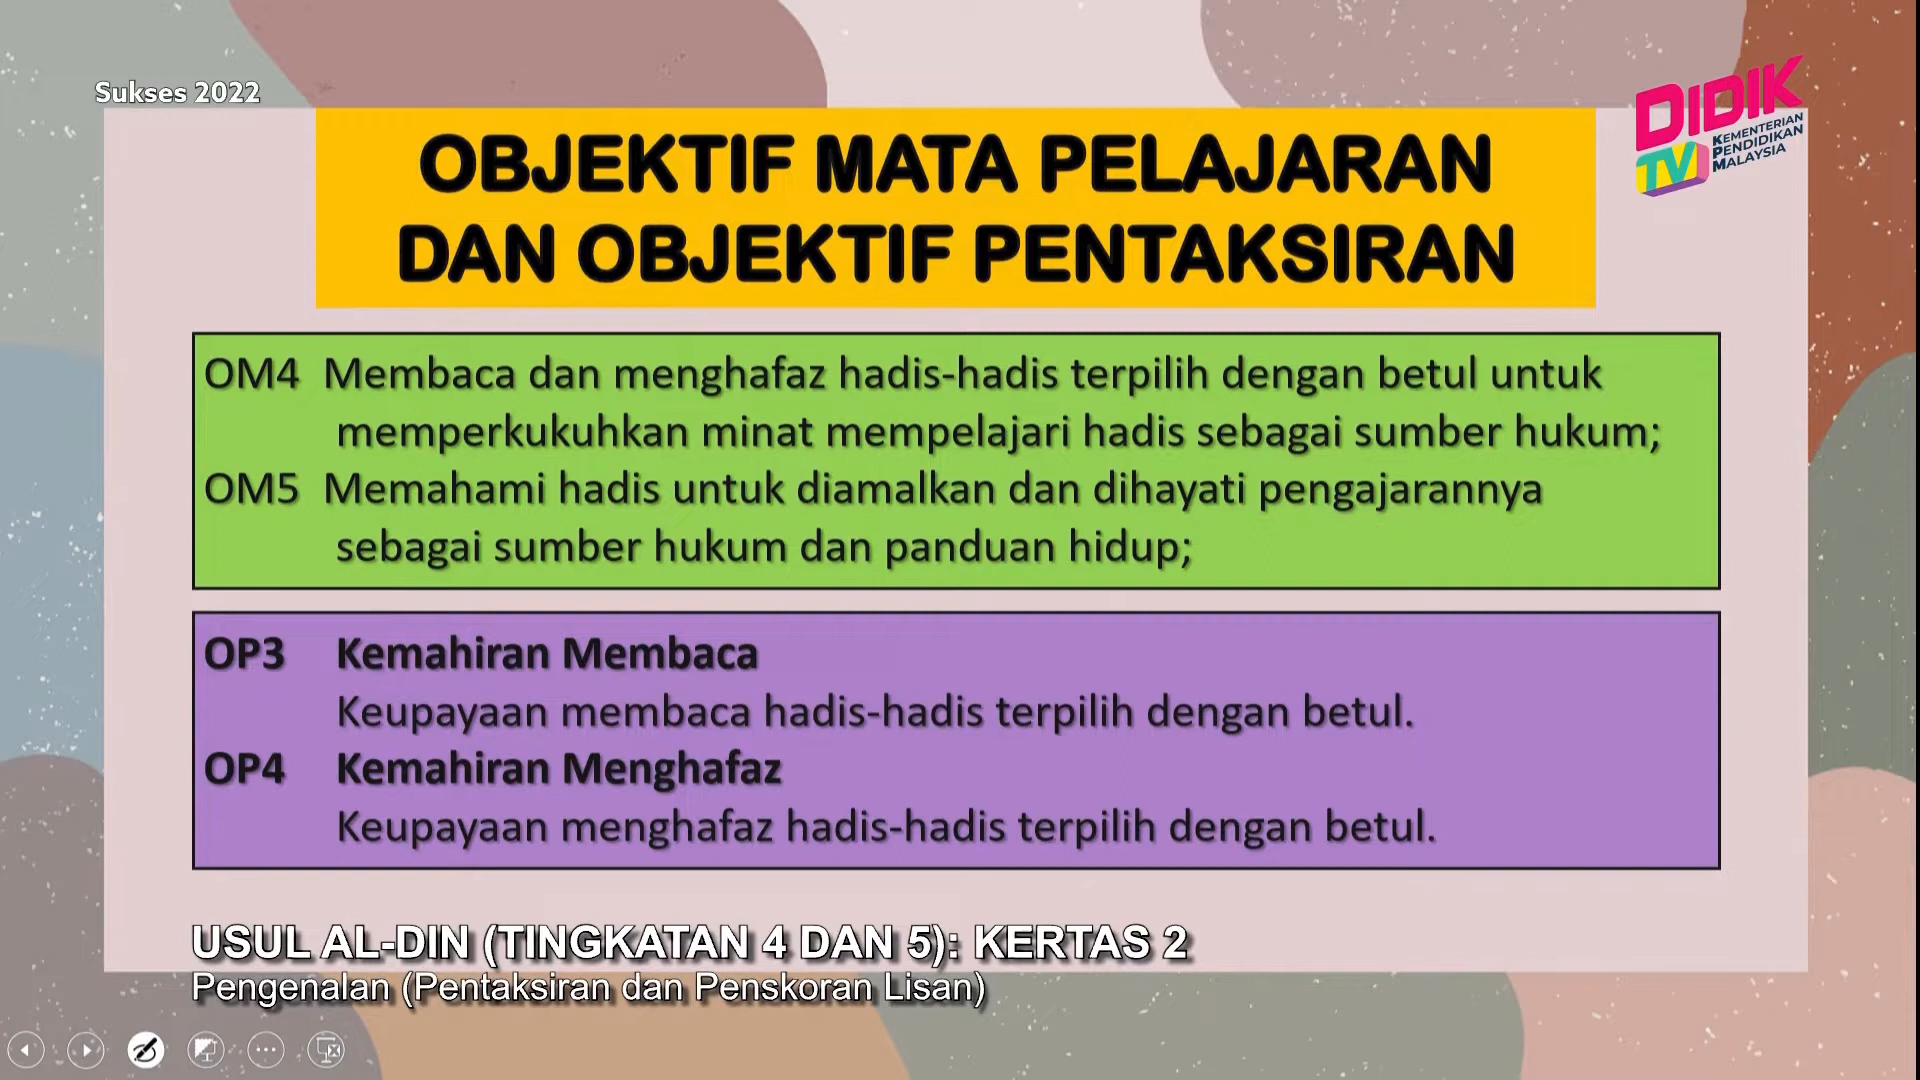 Sukses 2022
DIDIK
TV
KEMENTERIAN
PENDIDIKAN
MALAYSIA
OBJEKTIF MATA PELAJARAN
DAN OBJEKTIF PENTAKSIRAN
OM4 Membaca dan menghafaz hadis-hadis terpilih dengan betul untuk
memperkukuhkan minat mempelajari hadis sebagai sumber hukum;
OM5 Memahami hadis untuk diamalkan dan dihayati pengajarannya
sebagai sumber hukum dan panduan hidup;
OP3 Kemahiran Membaca
Keupayaan membaca hadis-hadis terpilih dengan betul.
OP4 Kemahiran Menghafaz
Keupayaan menghafaz hadis-hadis terpilih dengan betul.
USUL AL-DIN (TINGKATAN 4 DAN 5): KERTAS 2
Pengenalan (Pentaksiran dan Penskoran Lisan)